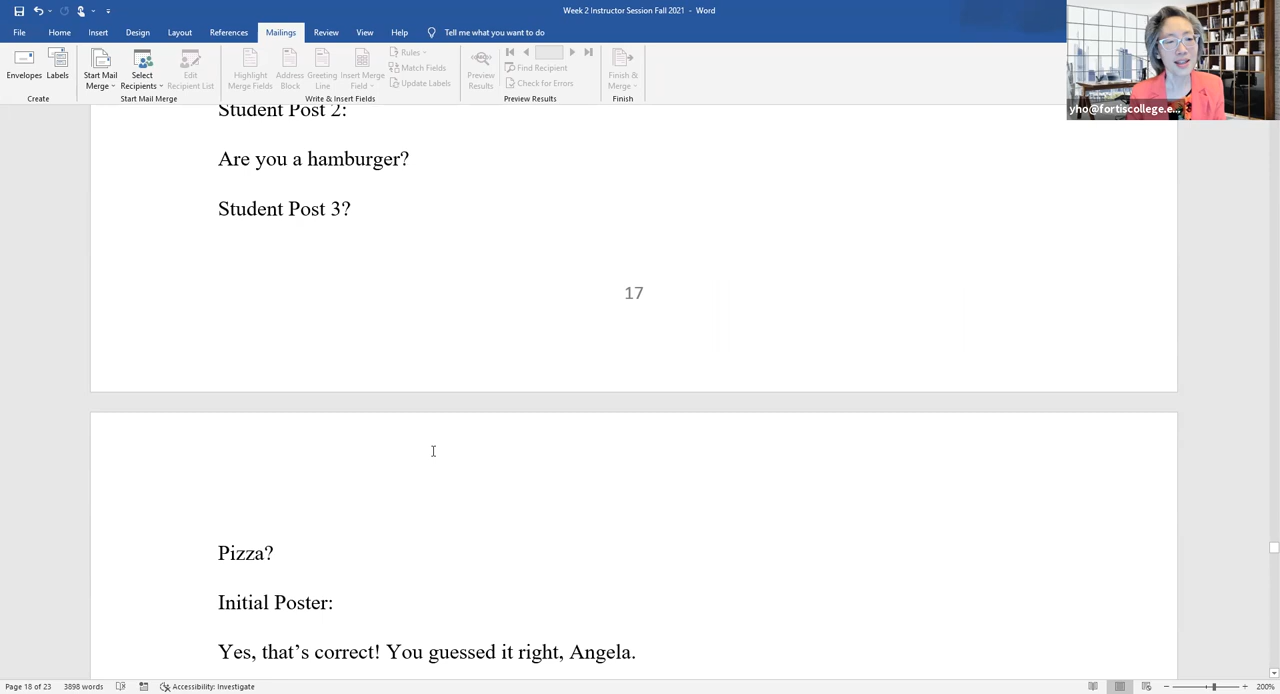 Week 2 Instructor Session Fall 2021 - Word
File Home Insert Design Layout References Mailings Review View Help Tell me what you want to do
Envelopes Labels
Create
Start Mail Merge
Select Recipients
Edit Recipient List
Start Mail Merge
Highlight Merge Fields
Address Block
Greeting Line
Insert Merge Field
Rules
Match Fields
Update Labels
Write & Insert Fields
Preview Results
Find Recipient
Check for Errors
Preview Results
Finish & Merge
Finish
yho@fortiscollege.e...
Student Post 2:
Are you a hamburger?
Student Post 3?
17
Pizza?
Initial Poster:
Yes, that’s correct! You guessed it right, Angela.
Page 18 of 23 3898 words Accessibility: Investigate 200%